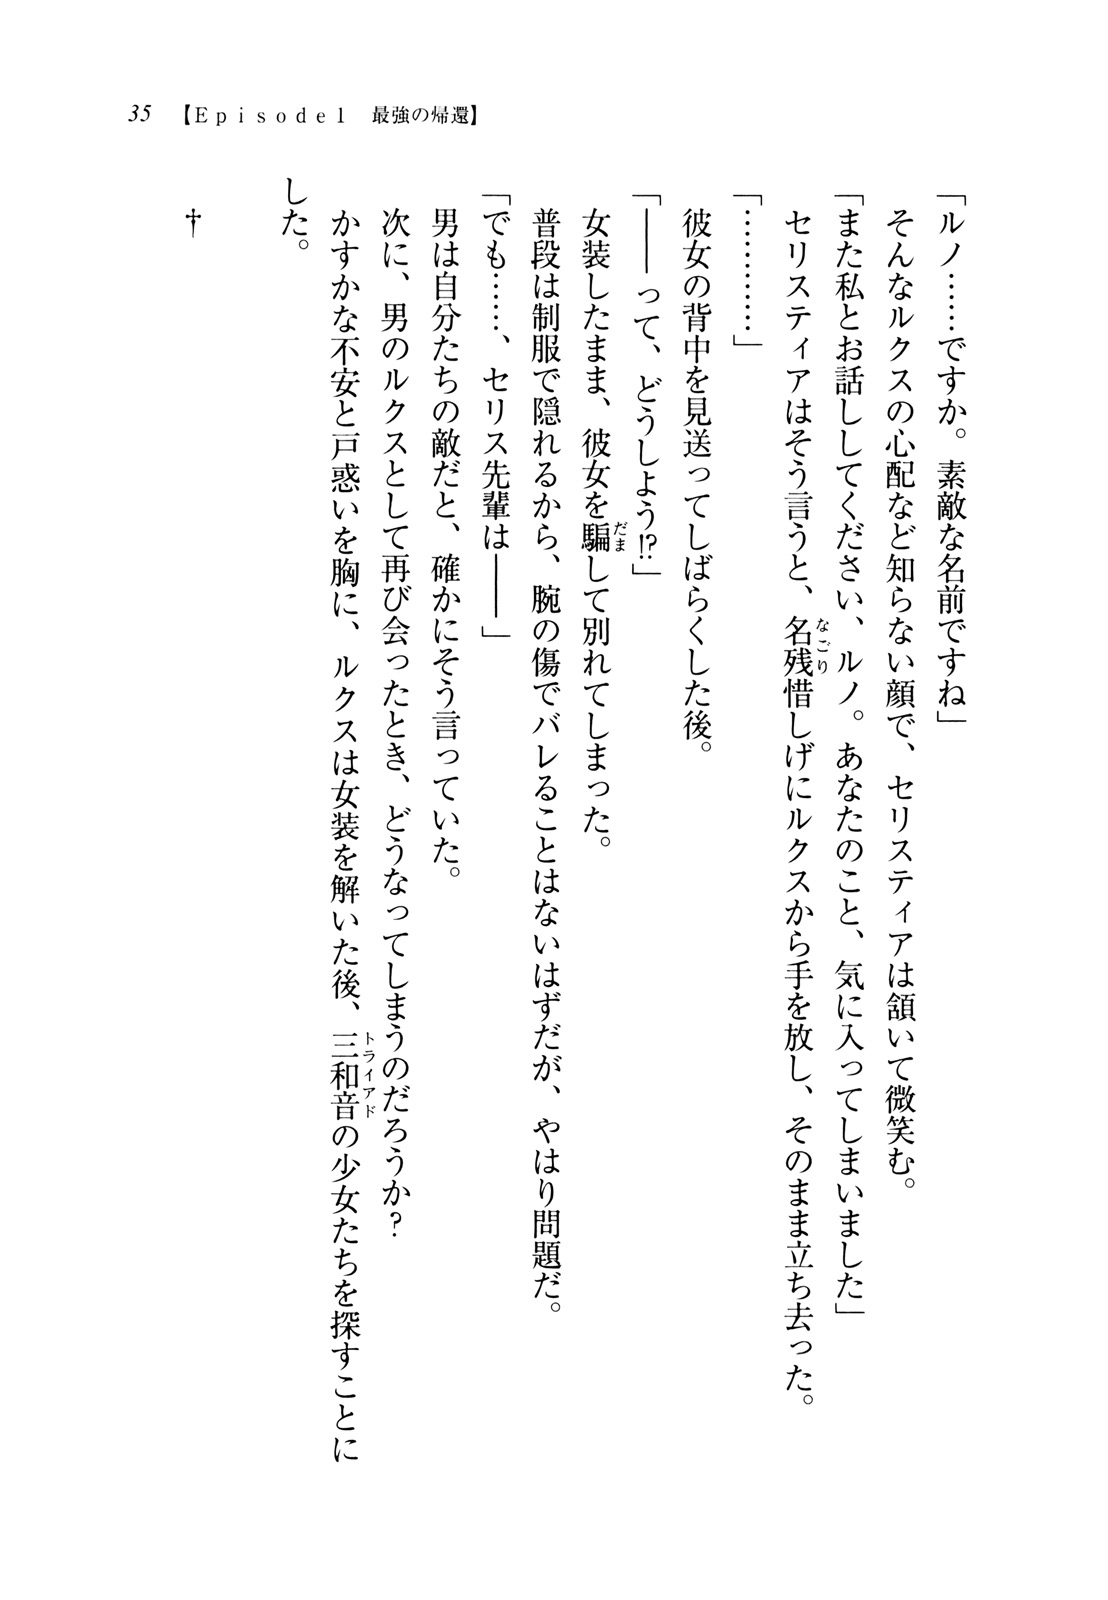 35 【Episode1 最強の帰還】
「ルノ……ですか。素敵な名前ですね」
そんなルクスの心配など知らない顔で、セリスティアは頷いて微笑む。
「また私とお話ししてください、ルノ。あなたのこと、気に入ってしまいました」
セリスティアはそう言うと、名残惜しげにルクスから手を放し、そのまま立ち去った。
「…………」
彼女の背中を見送ってしばらくした後。
「――って、どうしよう!?」
女装したまま、彼女を騙して別れてしまった。
普段は制服で隠れるから、腕の傷でバレることはないはずだが、やはり問題だ。
「でも……、セリス先輩は――」
男は自分たちの敵だと、確かにそう言っていた。
次に、男のルクスとして再び会ったとき、どうなってしまうのだろうか?
かすかな不安と戸惑いを胸に、ルクスは女装を解いた後、三和音の少女たちを探すことに
した。
†